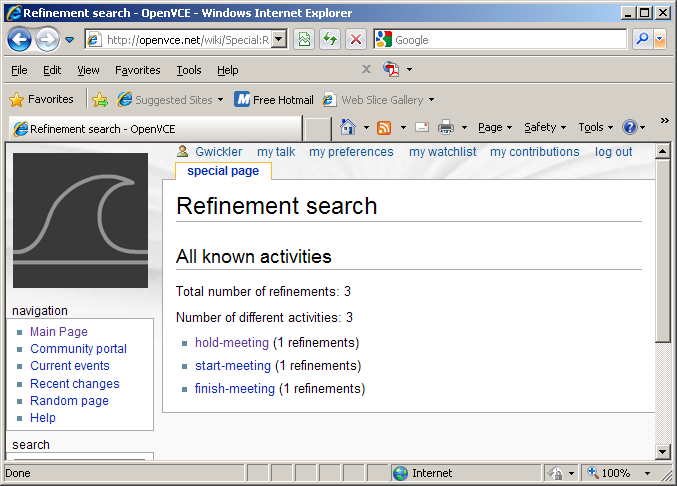 Refinement search - OpenVCE - Windows Internet Explorer
http://openvce.net/wiki/Special:R
Google
File Edit View Favorites Tools Help
Favorites Suggested Sites Free Hotmail Web Slice Gallery
Refinement search - OpenVCE Page Safety Tools
Gwickler my talk my preferences my watchlist my contributions log out
special page
Refinement search
All known activities
Total number of refinements: 3
Number of different activities: 3
hold-meeting (1 refinements)
start-meeting (1 refinements)
finish-meeting (1 refinements)
navigation
Main Page
Community portal
Current events
Recent changes
Random page
Help
search
Done Internet 100%